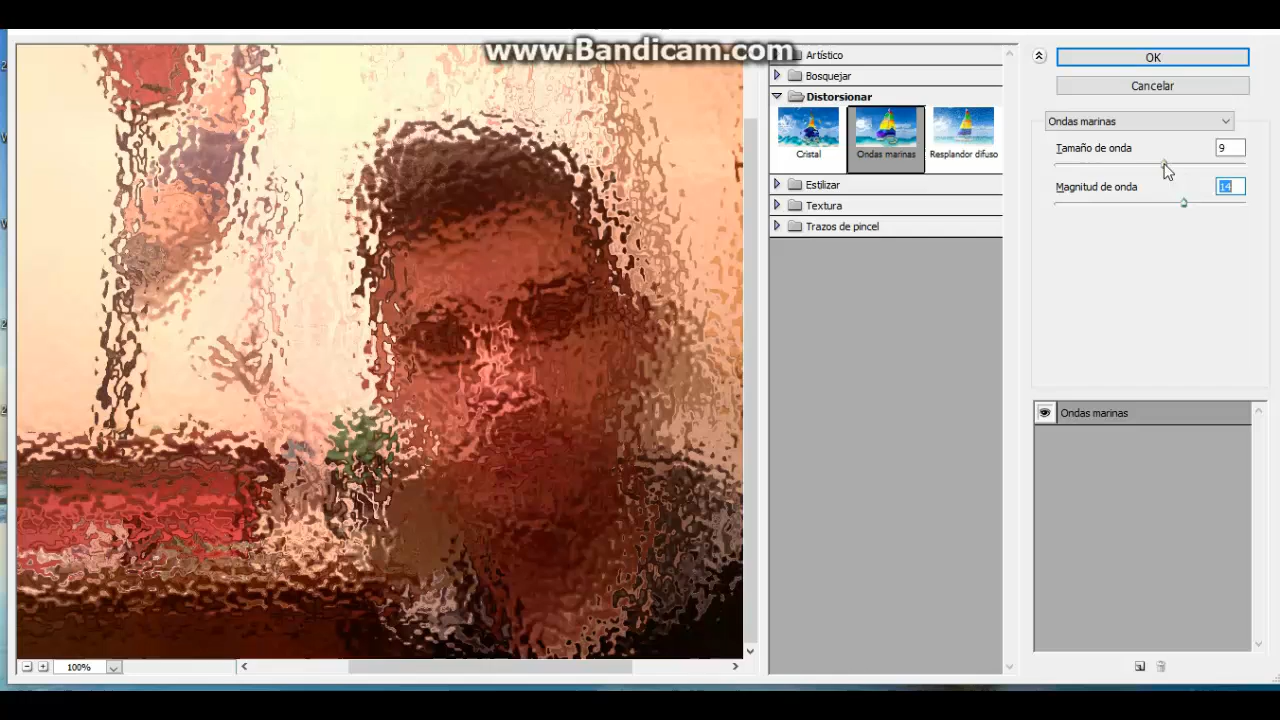 www.Bandicam.com
Artístico
Bosquejar
Distorsionar
Cristal
Ondas marinas
Resplandor difuso
Estilizar
Textura
Trazos de pincel
OK
Cancelar
Ondas marinas
Tamaño de onda 9
Magnitud de onda 14
Ondas marinas
100%